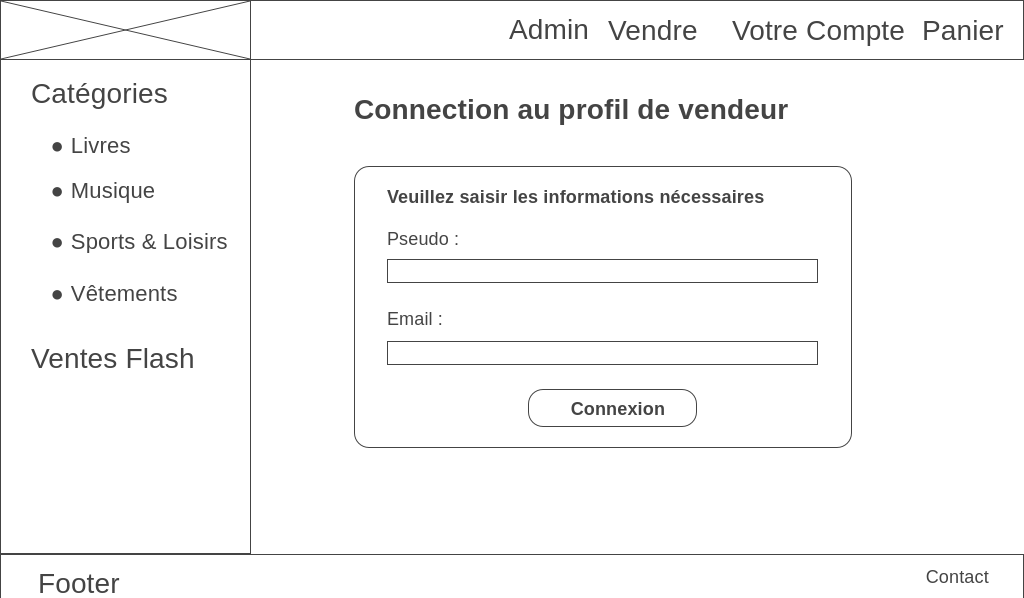 Admin Vendre Votre Compte Panier
Catégories
● Livres
● Musique
● Sports & Loisirs
● Vêtements
Ventes Flash
Connection au profil de vendeur
Veuillez saisir les informations nécessaires
Pseudo :
Email :
Connexion
Footer
Contact